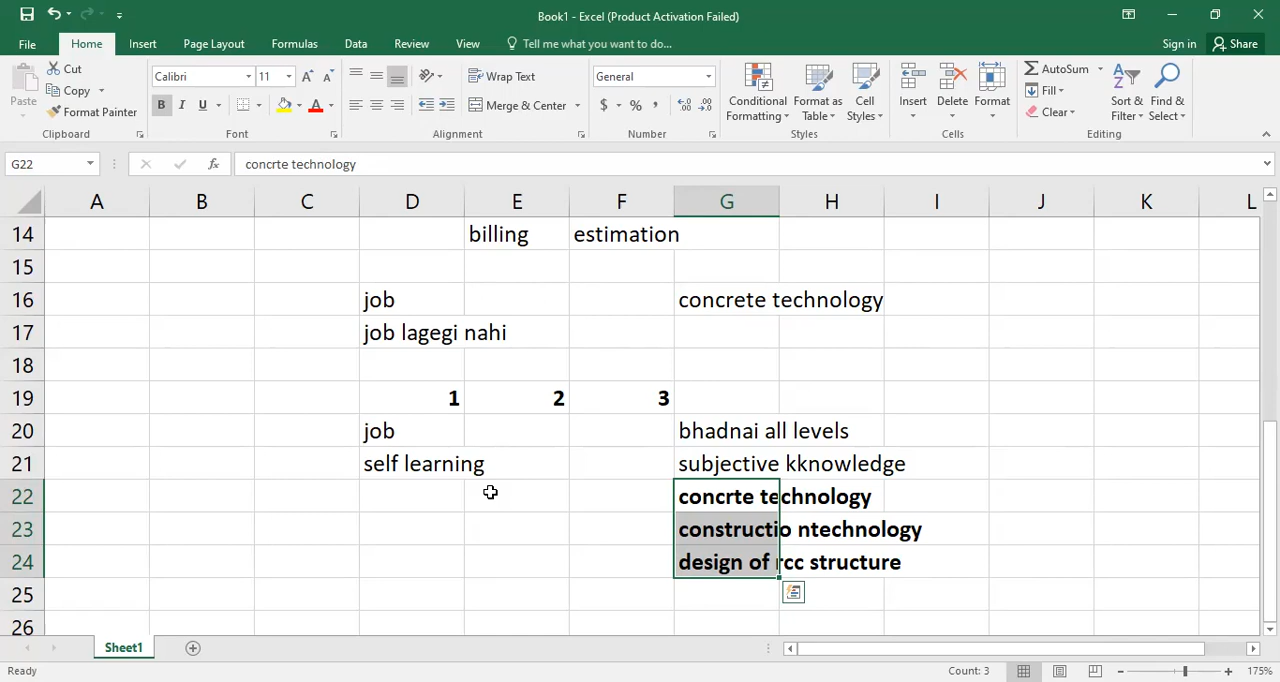 Book1 - Excel (Product Activation Failed)
File Home Insert Page Layout Formulas Data Review View Tell me what you want to do... Sign in Share
Paste Cut Copy Format Painter Clipboard
Calibri 11 A A B I U A Font
Wrap Text Merge & Center Alignment
General $ % , Number
Conditional Formatting Format as Table Cell Styles Styles
Insert Delete Format Cells
AutoSum Fill Clear Sort & Filter Find & Select Editing
G22 fx concrte technology
A B C D E F G H I J K L
14 billing estimation
15
16 job concrete technology
17 job lagegi nahi
18
19 1 2 3
20 job bhadnai all levels
21 self learning subjective kknowledge
22 concrte technology
23 constructio ntechnology
24 design of rcc structure
25
26
Sheet1
Ready Count: 3 175%